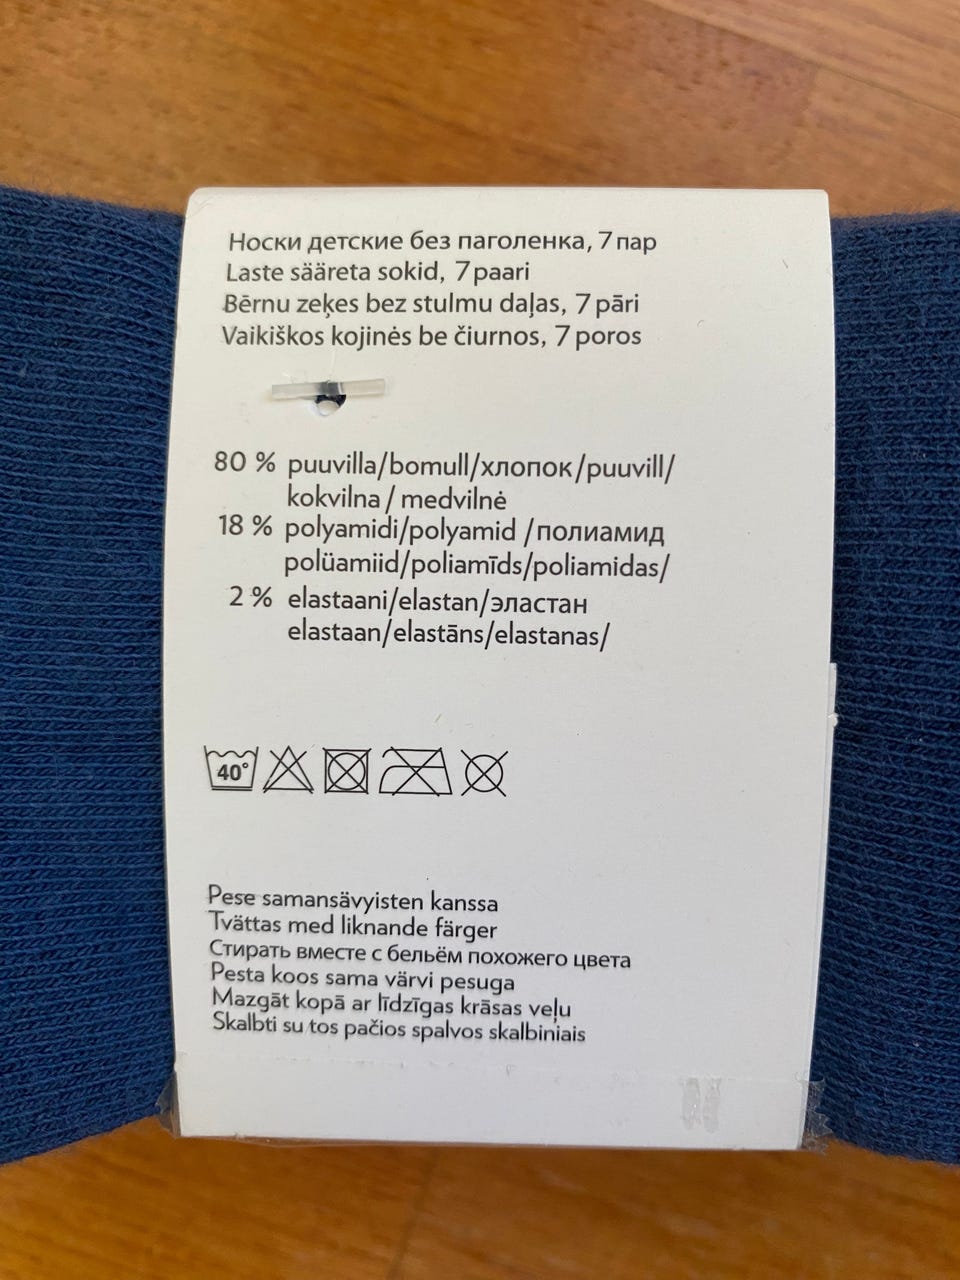 Носки детские без паголенка, 7 пар
Laste sääreta sokid, 7 paari
Bērnu zeķes bez stulmu daļas, 7 pāri
Vaikiškos kojinės be čiurnos, 7 poros
80 % puuvilla/bomull/хлопок/puuvill/
kokvilna / medvilnė
18 % polyamidi/polyamid /полиамид
polüamiid/poliamīds/poliamidas/
2 % elastaani/elastan/эластан
elastaan/elastāns/elastanas/
40°
Pese samansävyisten kanssa
Tvättas med liknande färger
Стирать вместе с бельём похожего цвета
Pesta koos sama värvi pesuga
Mazgāt kopā ar līdzīgas krāsas veļu
Skalbti su tos pačios spalvos skalbiniais